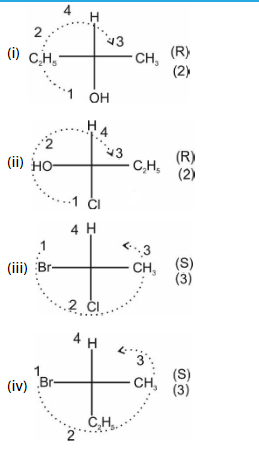 4
H
2
3
(i) C₂H₅ CH₃ (R)
(2)
1 OH
H 4
2
3
(ii) HO C₂H₅ (R)
(2)
1 Cl
4 H
1 3
(iii) Br CH₃ (S)
(3)
2 Cl
4 H
1 3
(iv) Br CH₃ (S)
(3)
C₂H₅
2